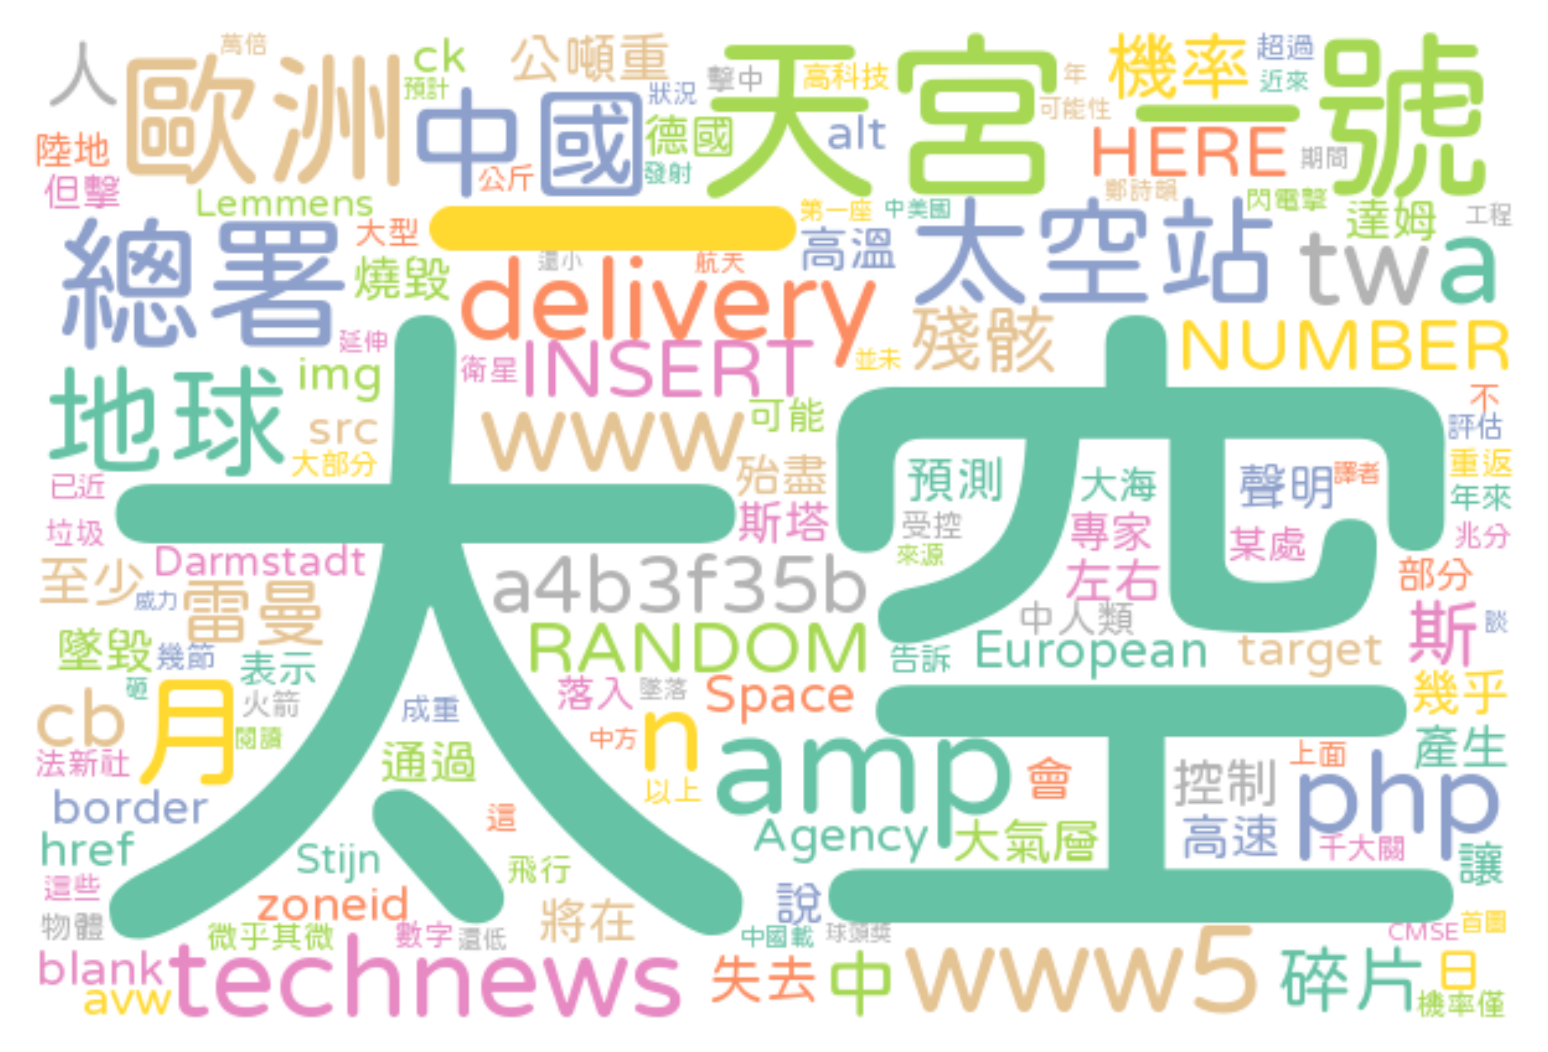 人 萬倍 歐洲 ck 預計 公噸重 狀況 擊中 高科技 年 機率 超過 近來
陸地 但擊 中國 公斤 德國 發射 alt 天宮一號 可能性 HERE 期間
Lemmens 大型 一 第一座 中美國 鄭詩韻 閃電擊 達姆 工程
總署 燒毀 還小 航天 高溫 太空站 twa
delivery 殘骸 NUMBER
延伸 衛星 INSERT 並未
地球 img src 大部分 www 可能 不 評估
已近 殆盡 預測 大海 聲明 譯者 重返 年來
垃圾 斯塔 受控 專家 某處 兆分
Darmstadt 來源 左右 部分
至少 威力 雷曼 a4b3f35b 中人類 斯 談
墜毀 幾節 表示 RANDOM 告訴 European target
砸 火箭 成重 落入 墜落 Space 幾乎
cb 月 閱讀 中方 n 產生
法新社 通過 以上 amp 會 控制 上面 php
太空
border 這 Agency 大氣層 高速 千大關 讓
href Stijn 飛行
這些 zoneid 將在 說
物體 微乎其微 數字 還低 中國載 球頭獎 CMSE 首圖
blank technews 失去 中 www5 碎片 日
avw 機率僅